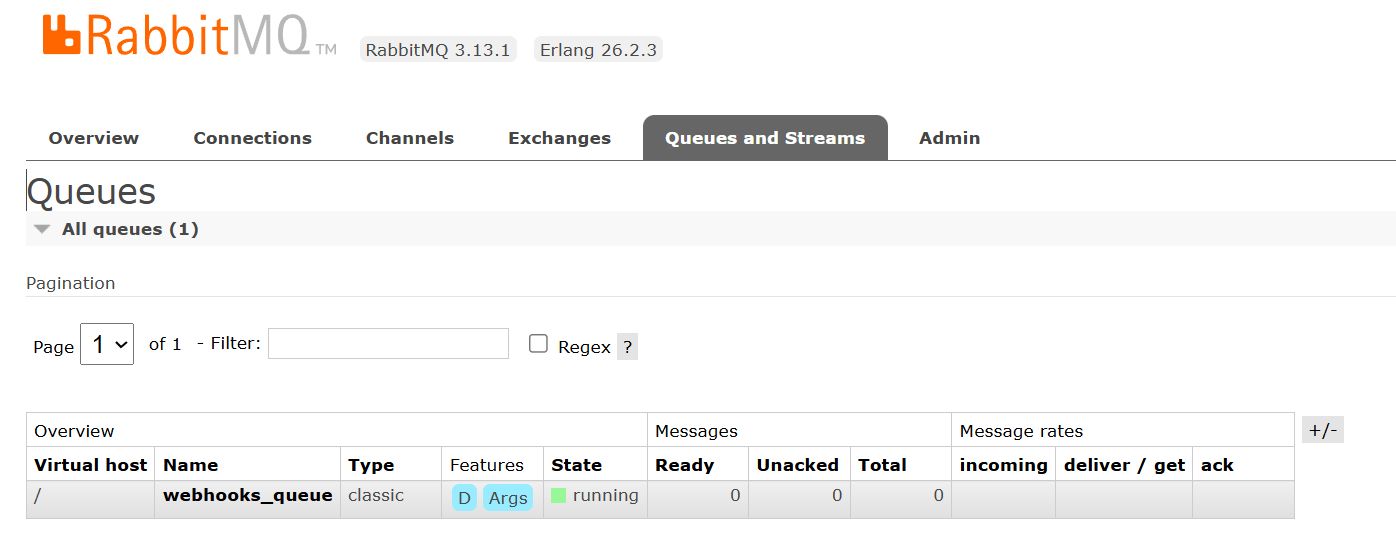 RabbitMQ TM RabbitMQ 3.13.1 Erlang 26.2.3
Overview Connections Channels Exchanges Queues and Streams Admin
Queues
All queues (1)
Pagination
Page 1 of 1 - Filter: Regex ?
Overview Messages Message rates +/-
Virtual host Name Type Features State Ready Unacked Total incoming deliver / get ack
/ webhooks_queue classic D Args running 0 0 0